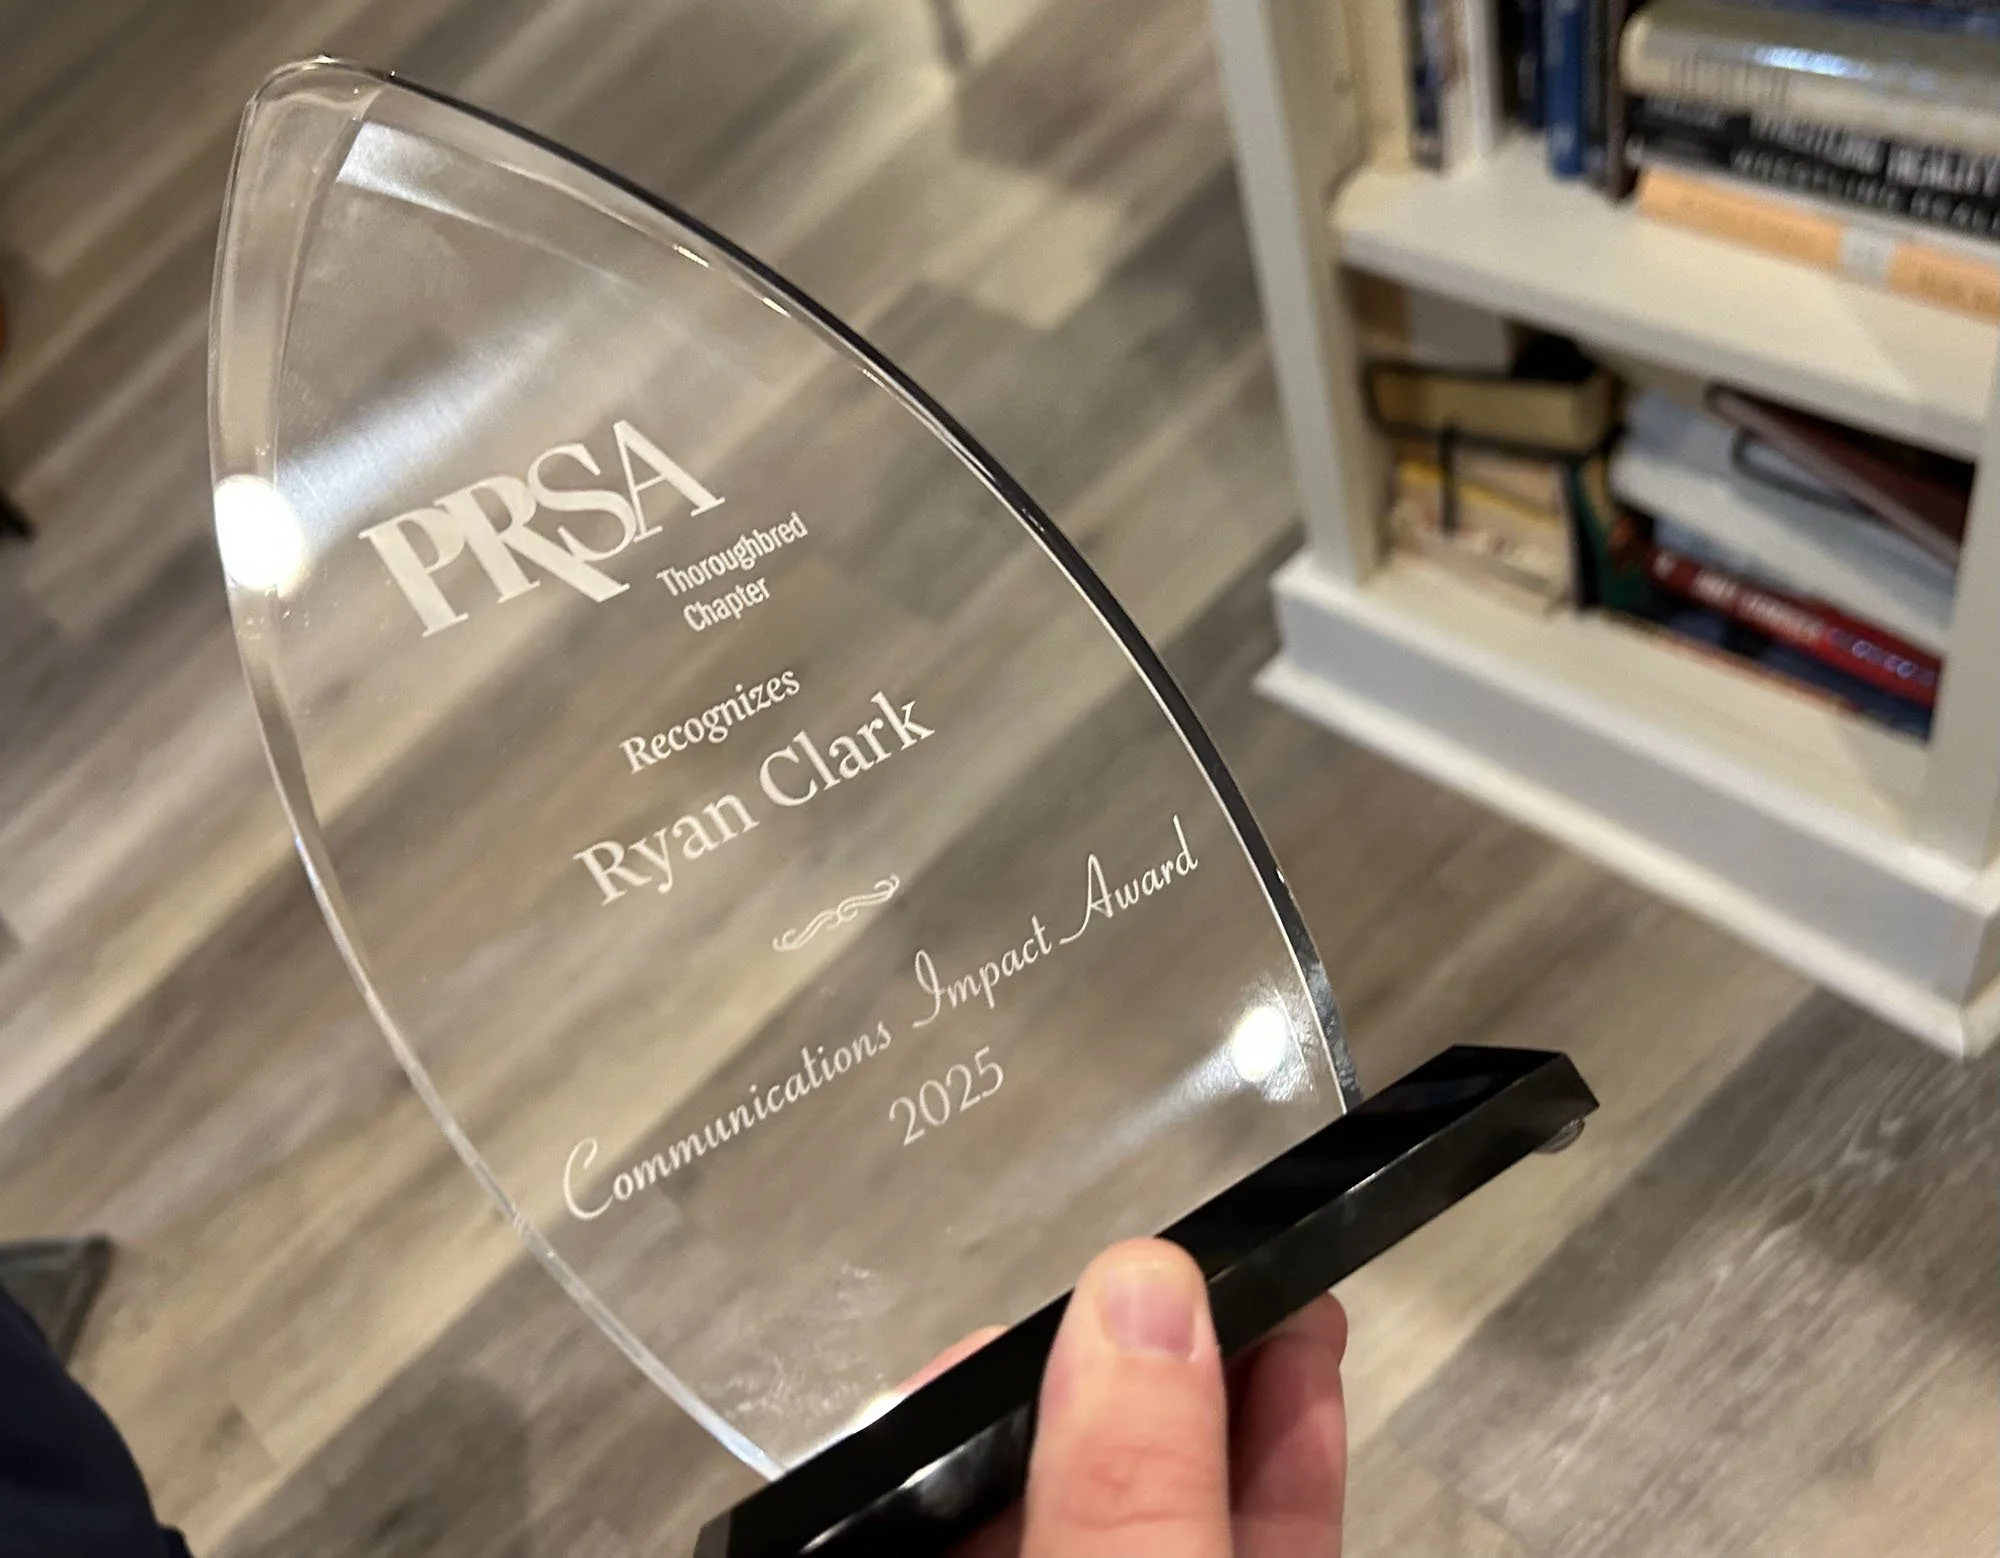 PRSA
Thoroughbred
Chapter
Recognizes
Ryan Clark
Communications Impact Award
2025